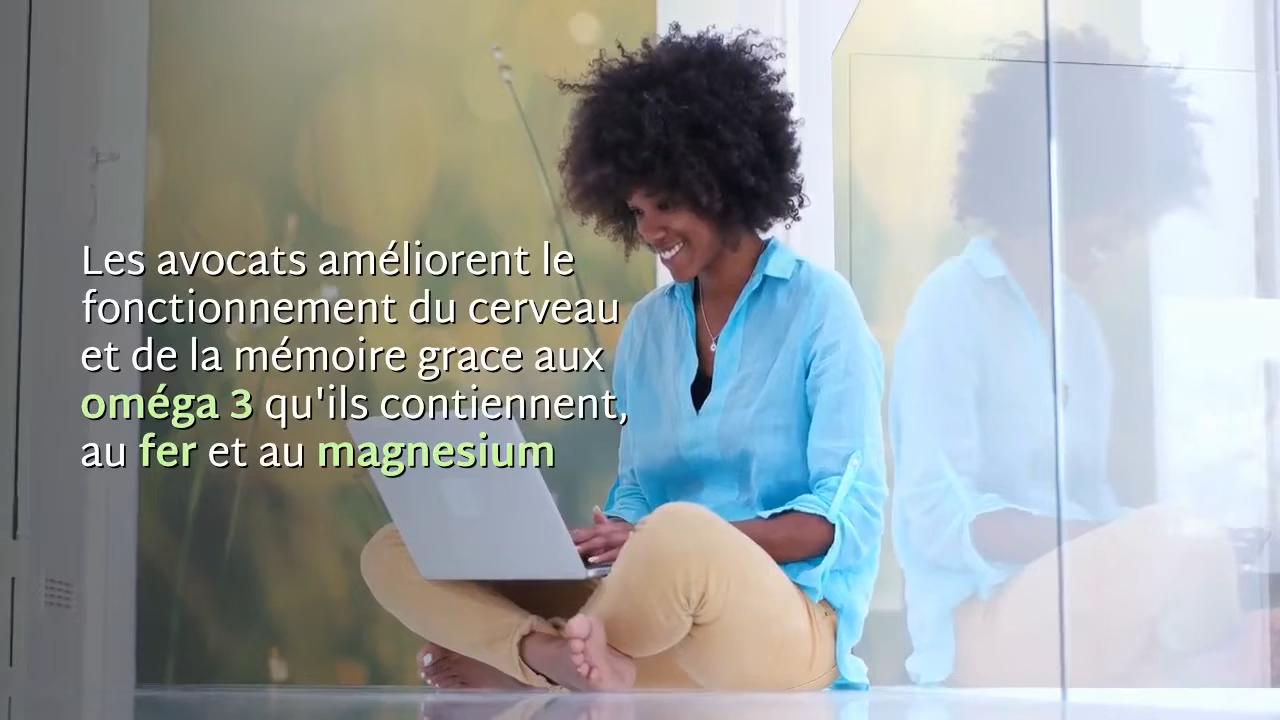 Les avocats améliorent le
fonctionnement du cerveau
et de la mémoire grace aux
oméga 3 qu'ils contiennent,
au fer et au magnesium